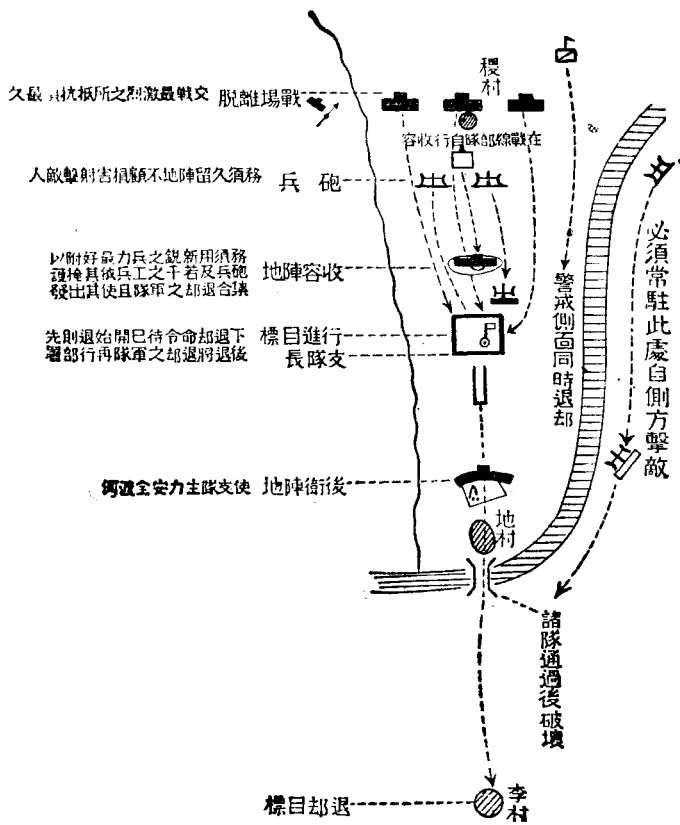 稷村
戰場離脫
交戰最激烈之所抵抗最久
在戰線部隊自行收容
砲兵
務須久留陣地不顧損害射擊敵人
收容陣地
務須用新銳之兵力最好附以
砲兵及若干之工兵依其掩護
合退却之軍隊且使其出發
行進目標
支隊長
下退却命令待已開始退則先
後退將退却之軍隊再行部署
警戒側面同時退却
必須常駐此處自側方擊敵
後衛陣地
使支隊主力安全渡河
地村
諸隊通過後破壞
李村
退却目標